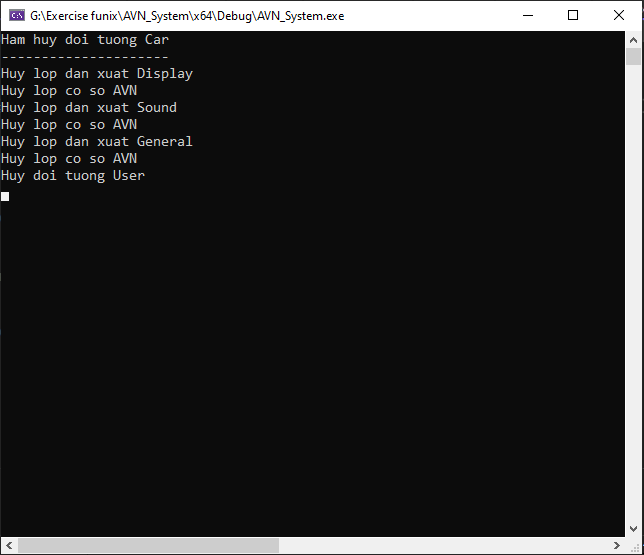 G:\Exercise funix\AVN_System\x64\Debug\AVN_System.exe
Ham huy doi tuong Car
---------------------
Huy lop dan xuat Display
Huy lop co so AVN
Huy lop dan xuat Sound
Huy lop co so AVN
Huy lop dan xuat General
Huy lop co so AVN
Huy doi tuong User